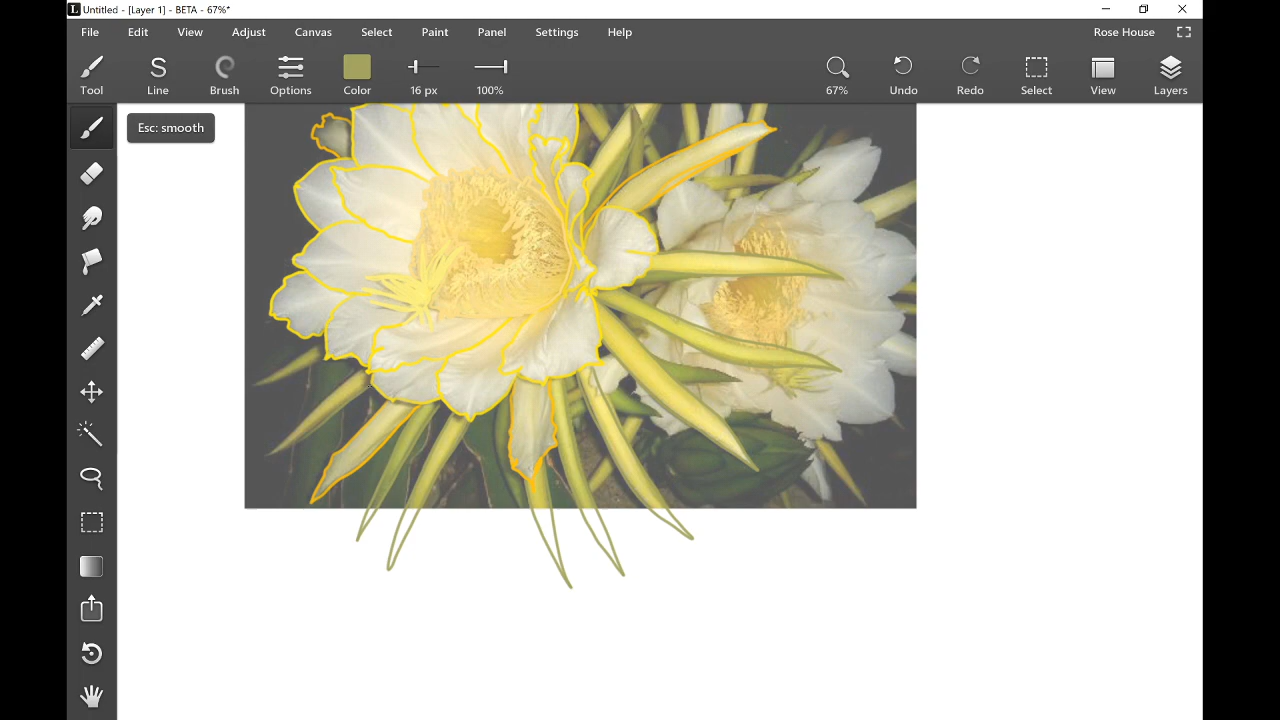 L Untitled - [Layer 1] - BETA - 67%*
File Edit View Adjust Canvas Select Paint Panel Settings Help Rose House
Tool Line Brush Options Color 16 px 100% 67% Undo Redo Select View Layers
Esc: smooth